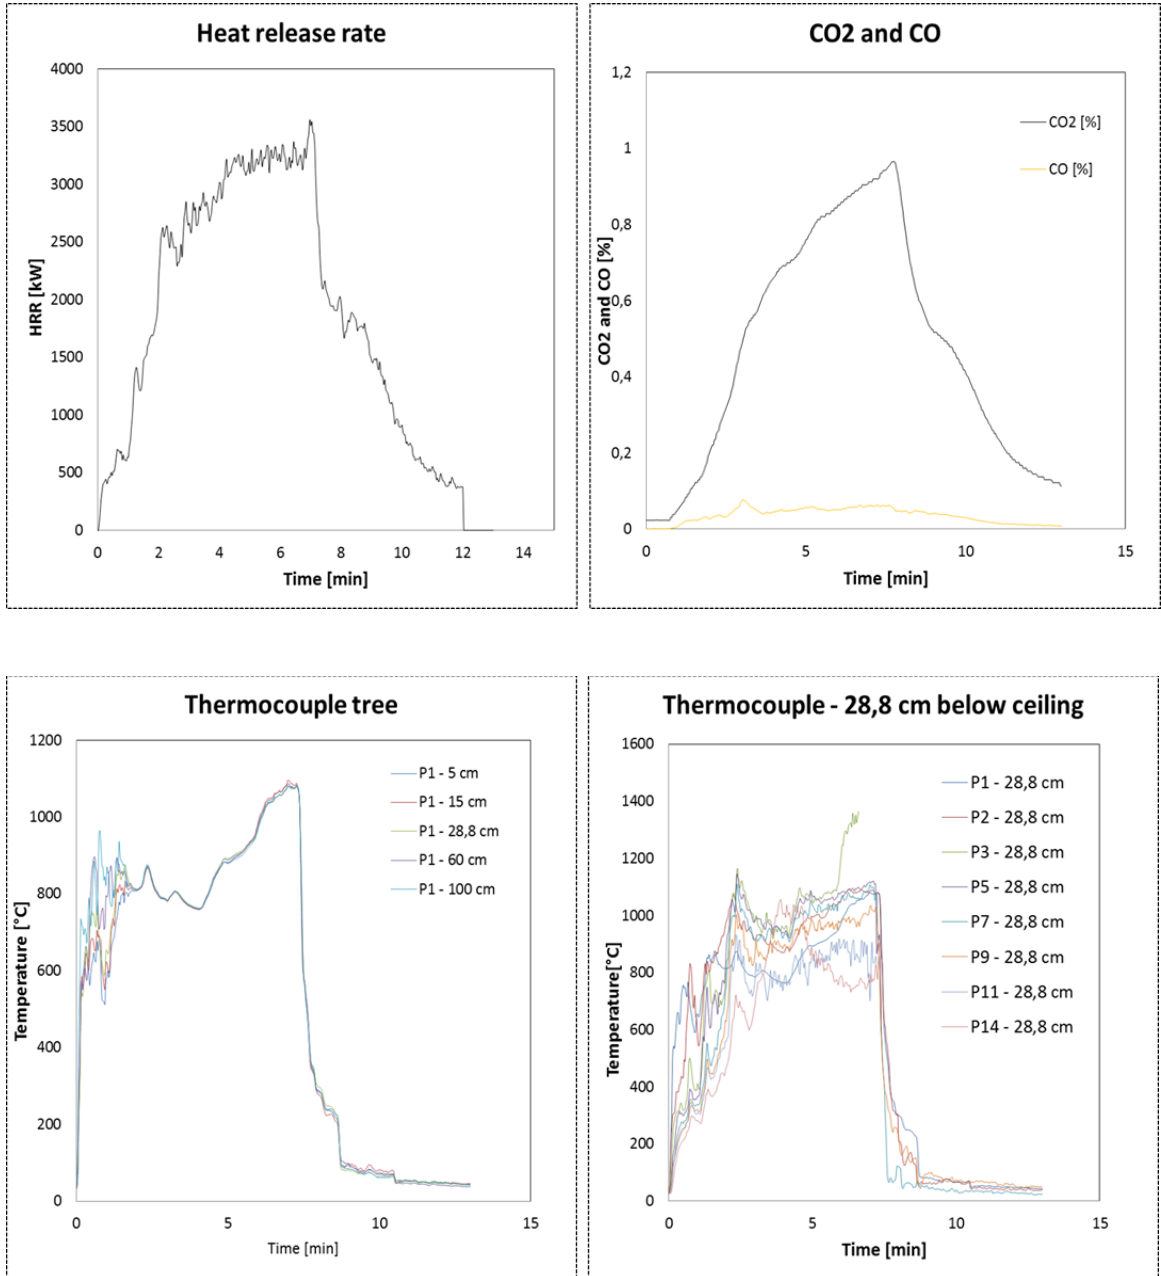 Heat release rate
4000
3500
3000
2500
2000
1500
1000
500
0
HRR [kW]
0 2 4 6 8 10 12 14
Time [min]
CO2 and CO
1,2
1
0,8
0,6
0,4
0,2
0
CO2 and CO [%]
CO2 [%]
CO [%]
0 5 10 15
Time [min]
Thermocouple tree
1200
1000
800
600
400
200
0
Temperature [°C]
P1 - 5 cm
P1 - 15 cm
P1 - 28,8 cm
P1 - 60 cm
P1 - 100 cm
0 5 10 15
Time [min]
Thermocouple - 28,8 cm below ceiling
1600
1400
1200
1000
800
600
400
200
0
Temperature[°C]
P1 - 28,8 cm
P2 - 28,8 cm
P3 - 28,8 cm
P5 - 28,8 cm
P7 - 28,8 cm
P9 - 28,8 cm
P11 - 28,8 cm
P14 - 28,8 cm
0 5 10 15
Time [min]